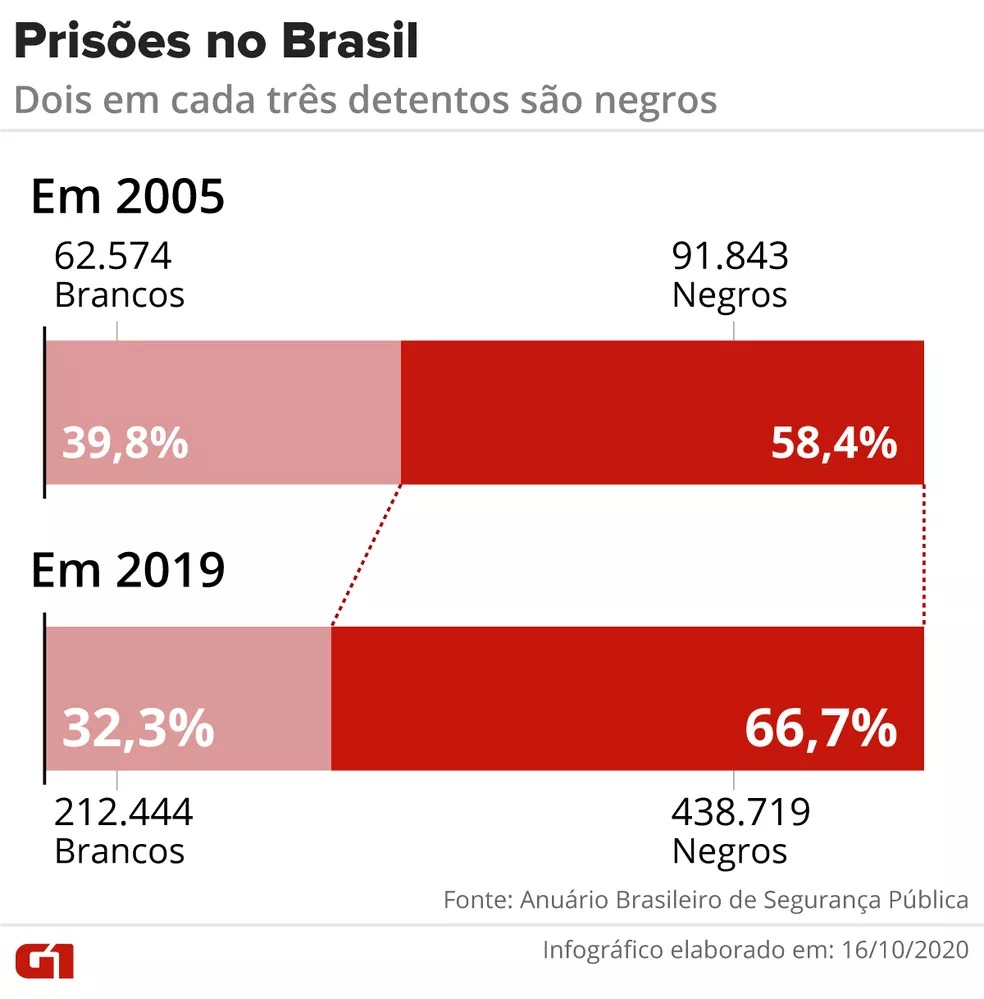 Prisões no Brasil
Dois em cada três detentos são negros
Em 2005
62.574
Brancos
91.843
Negros
39,8%
58,4%
Em 2019
32,3%
66,7%
212.444
Brancos
438.719
Negros
Fonte: Anuário Brasileiro de Segurança Pública
G1
Infográfico elaborado em: 16/10/2020